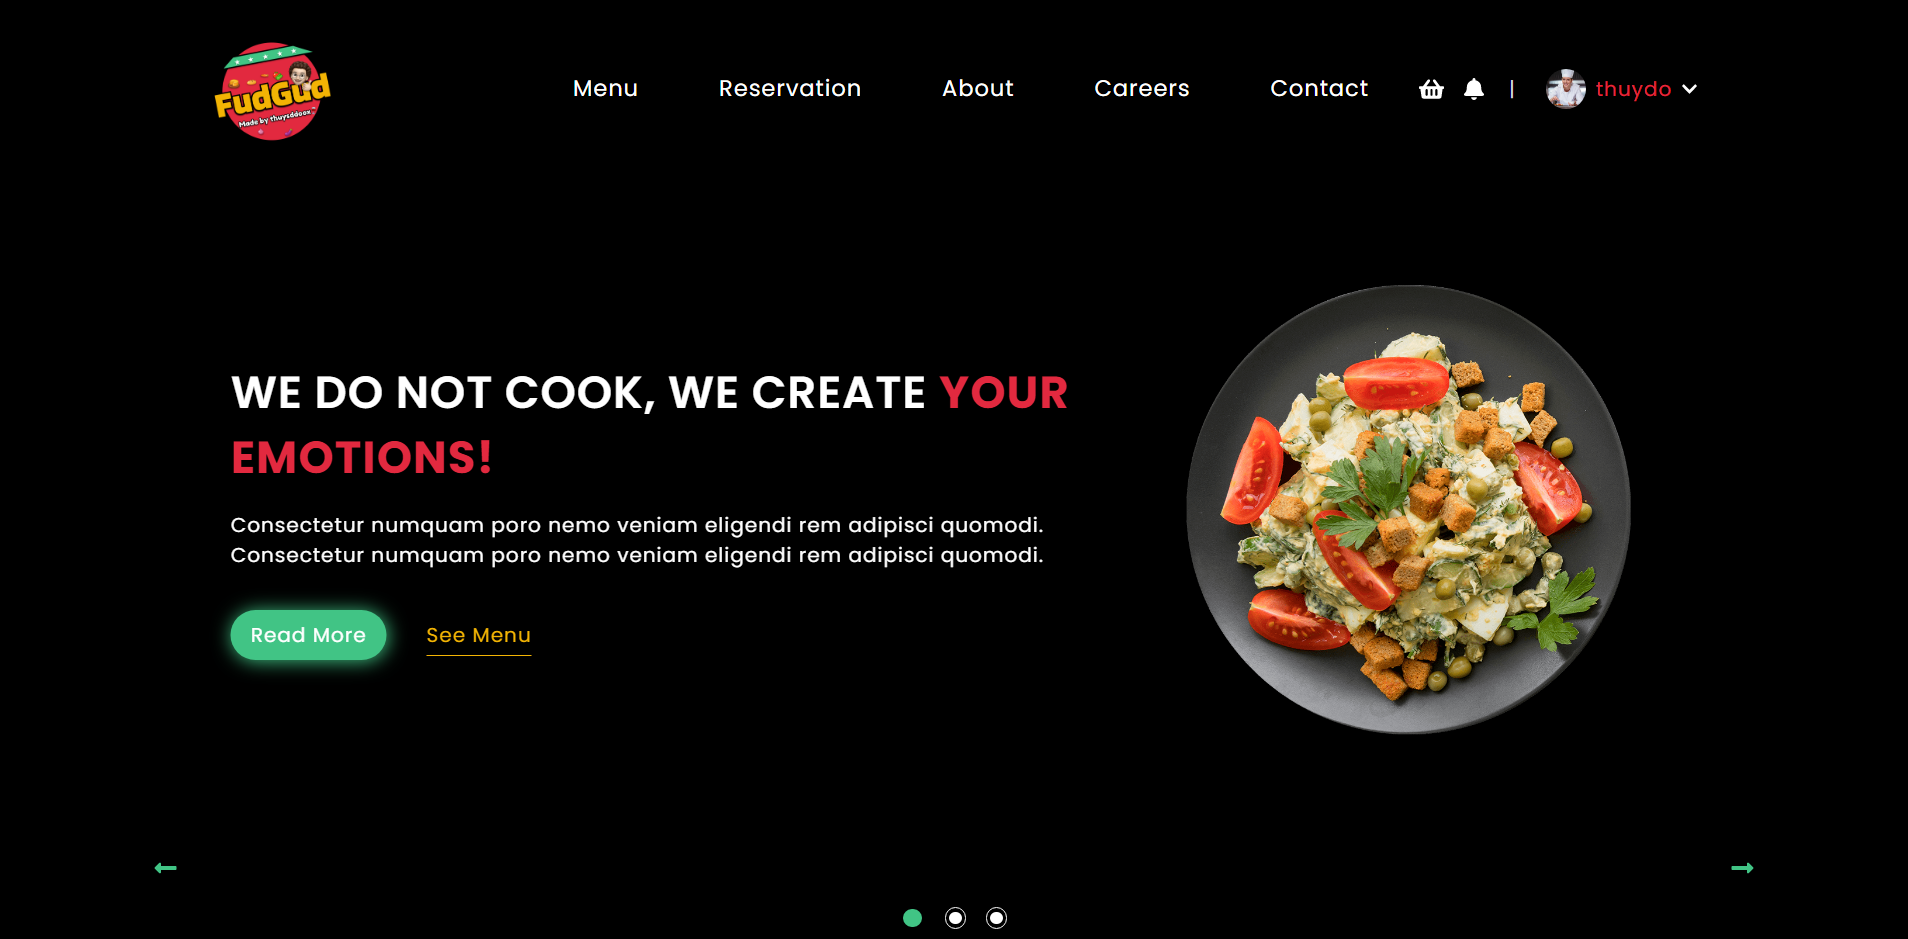 FudGud
Made by thuysddoox
Menu Reservation About Careers Contact | thuydo
WE DO NOT COOK, WE CREATE YOUR
EMOTIONS!
Consectetur numquam poro nemo veniam eligendi rem adipisci quomodi.
Consectetur numquam poro nemo veniam eligendi rem adipisci quomodi.
Read More See Menu